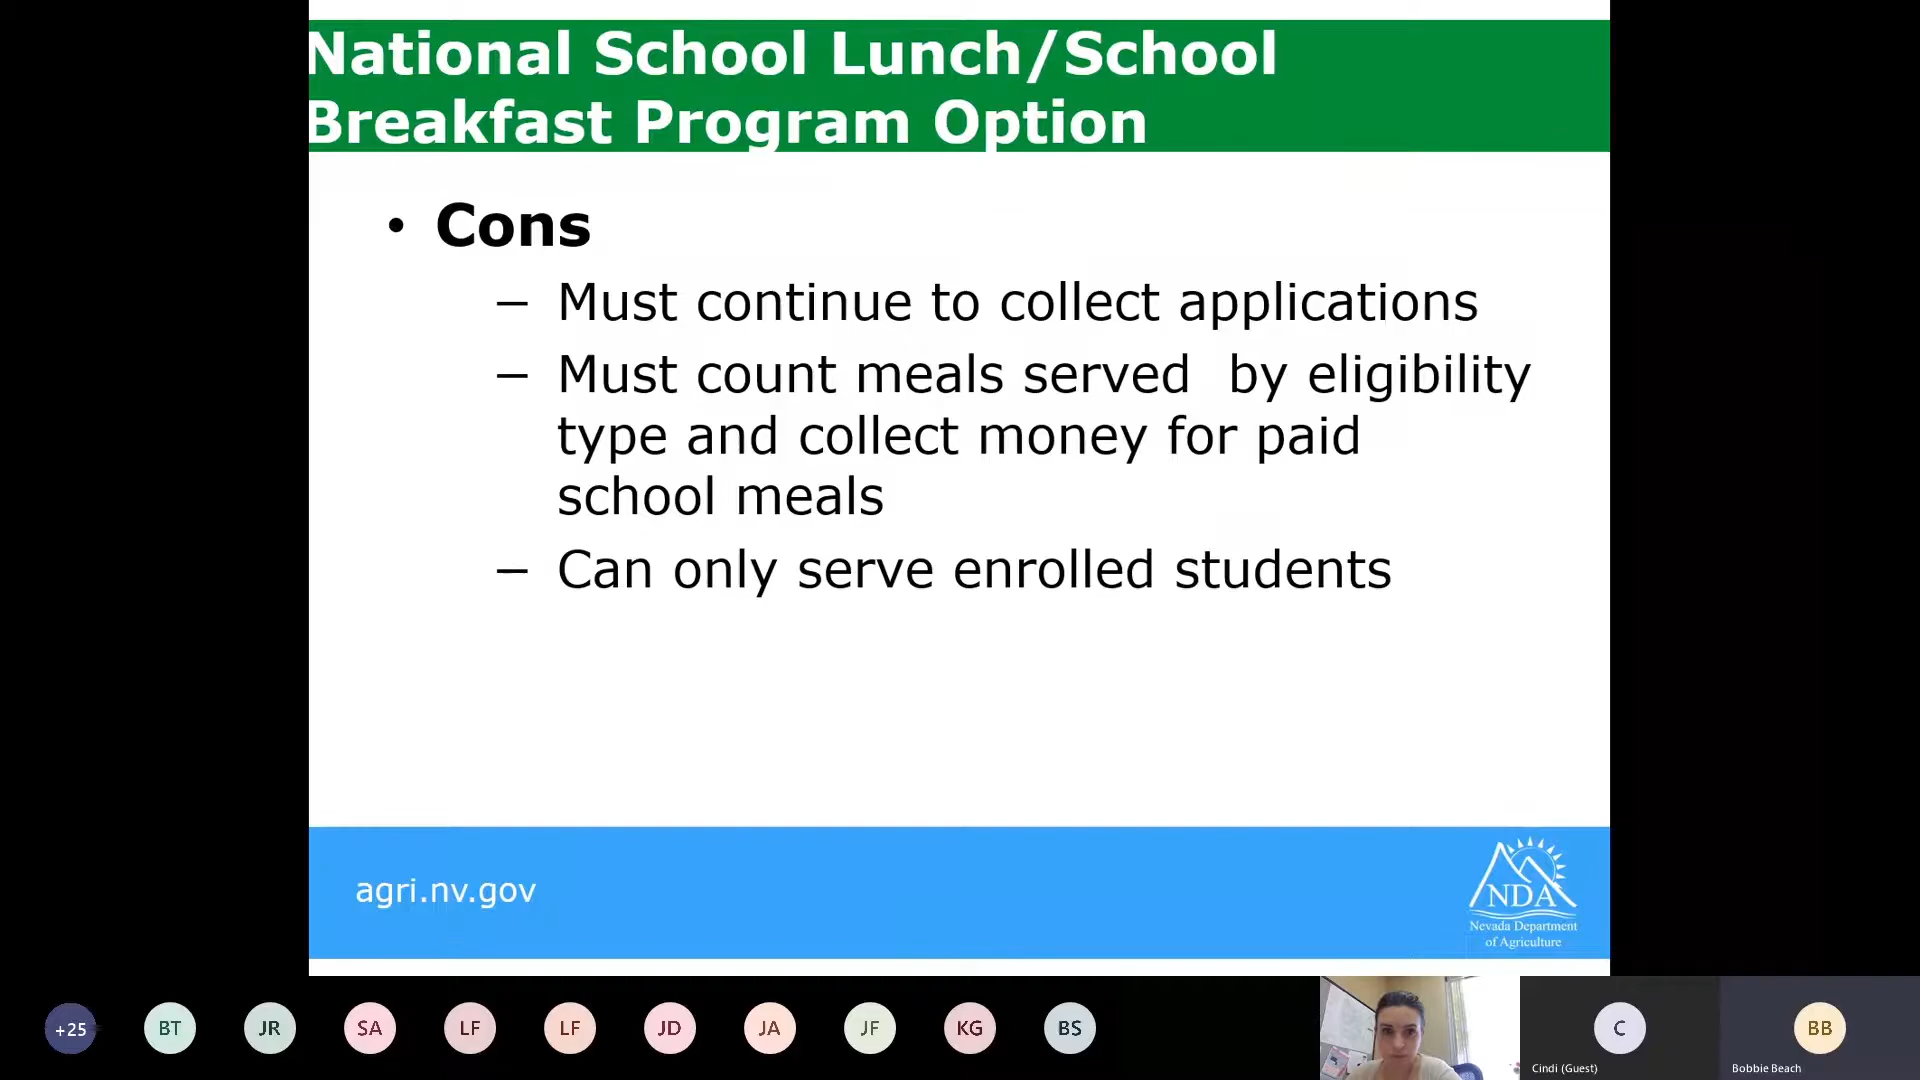 National School Lunch/School
Breakfast Program Option
• Cons
– Must continue to collect applications
– Must count meals served  by eligibility
type and collect money for paid
school meals
– Can only serve enrolled students
agri.nv.gov
NDA
Nevada Department
of Agriculture
+25
BT
JR
SA
LF
LF
JD
JA
JF
KG
BS
C
BB
Cindi (Guest)
Bobbie Beach